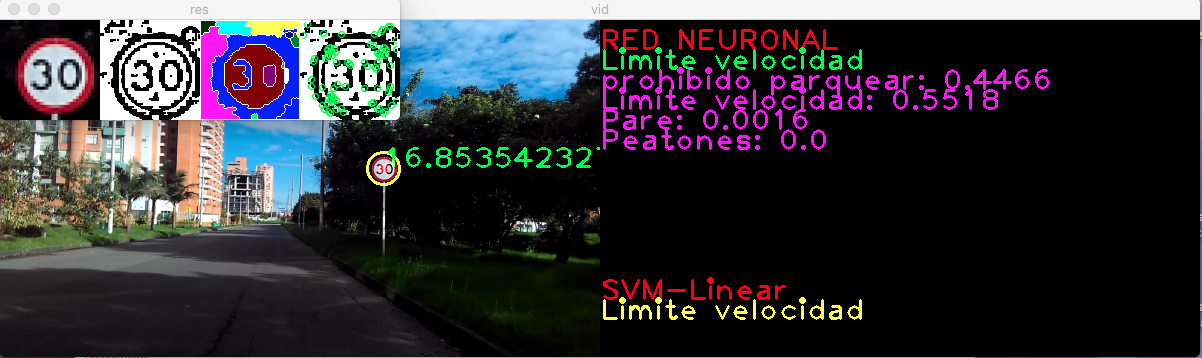 res
vid
30
30
30
30
RED NEURONAL
Limite velocidad
prohibido parquear: 0.4466
Limite velocidad: 0.5518
Pare: 0.0016
Peatones: 0.0
30
16.85354232
SVM-Linear
Limite velocidad